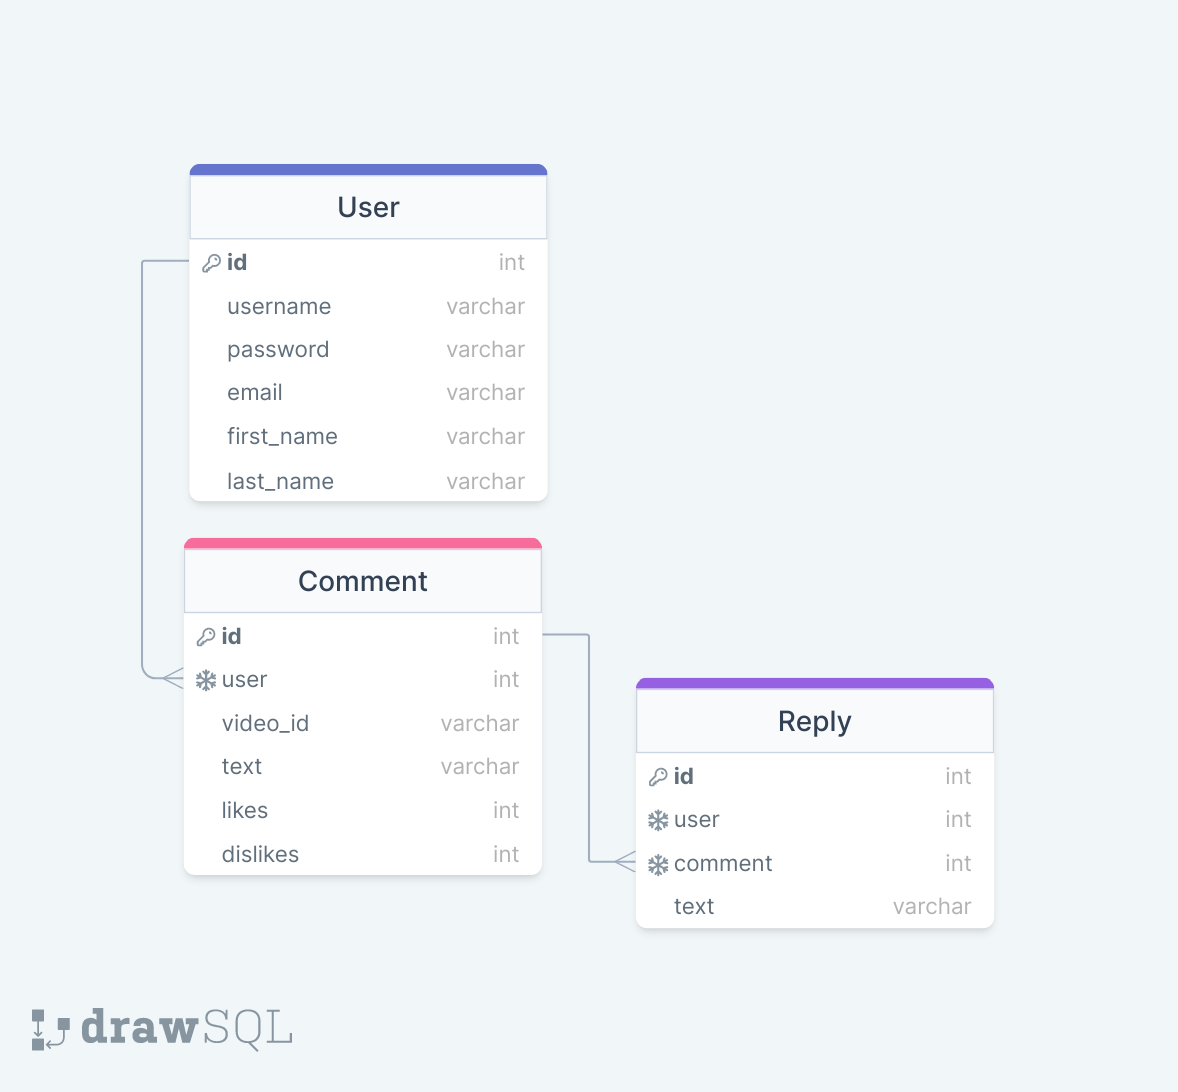 User
id int
username varchar
password varchar
email varchar
first_name varchar
last_name varchar
Comment
id int
user int
video_id varchar
text varchar
likes int
dislikes int
Reply
id int
user int
comment int
text varchar
drawSQL